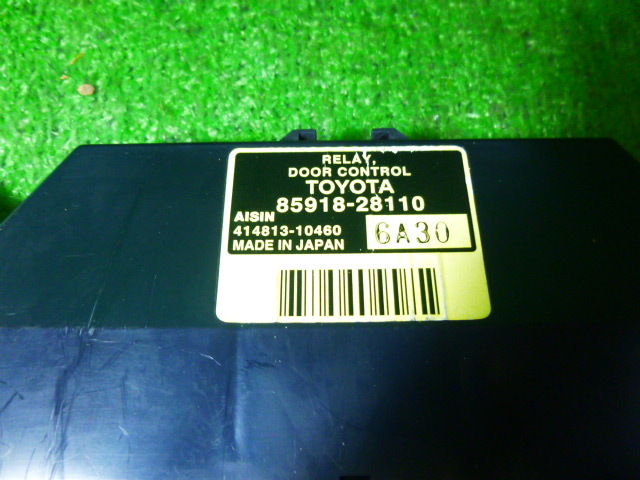 RELAY,
DOOR CONTROL
TOYOTA
85918-28110
AISIN
414813-10460
MADE IN JAPAN
6A30